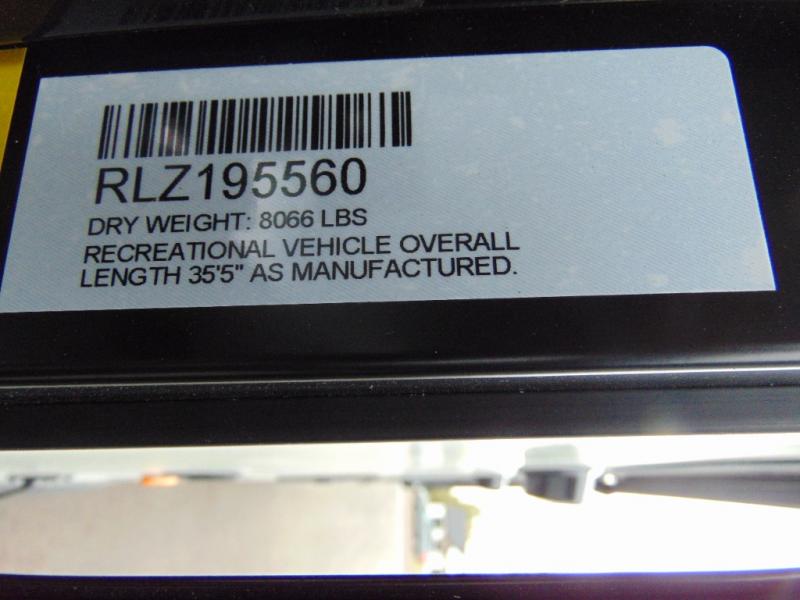 RLZ195560
DRY WEIGHT: 8066 LBS
RECREATIONAL VEHICLE OVERALL
LENGTH 35'5" AS MANUFACTURED.